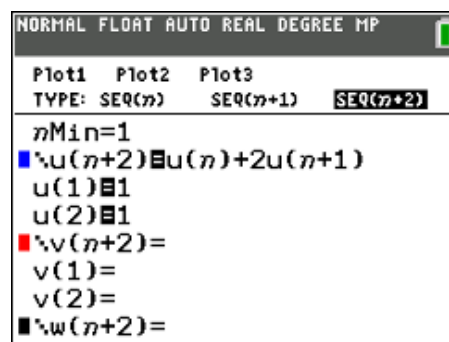 NORMAL FLOAT AUTO REAL DEGREE MP
Plot1 Plot2 Plot3
TYPE: SEQ(n) SEQ(n+1) SEQ(n+2)
nMin=1
u(n+2)=u(n)+2u(n+1)
u(1)=1
u(2)=1
v(n+2)=
v(1)=
v(2)=
w(n+2)=